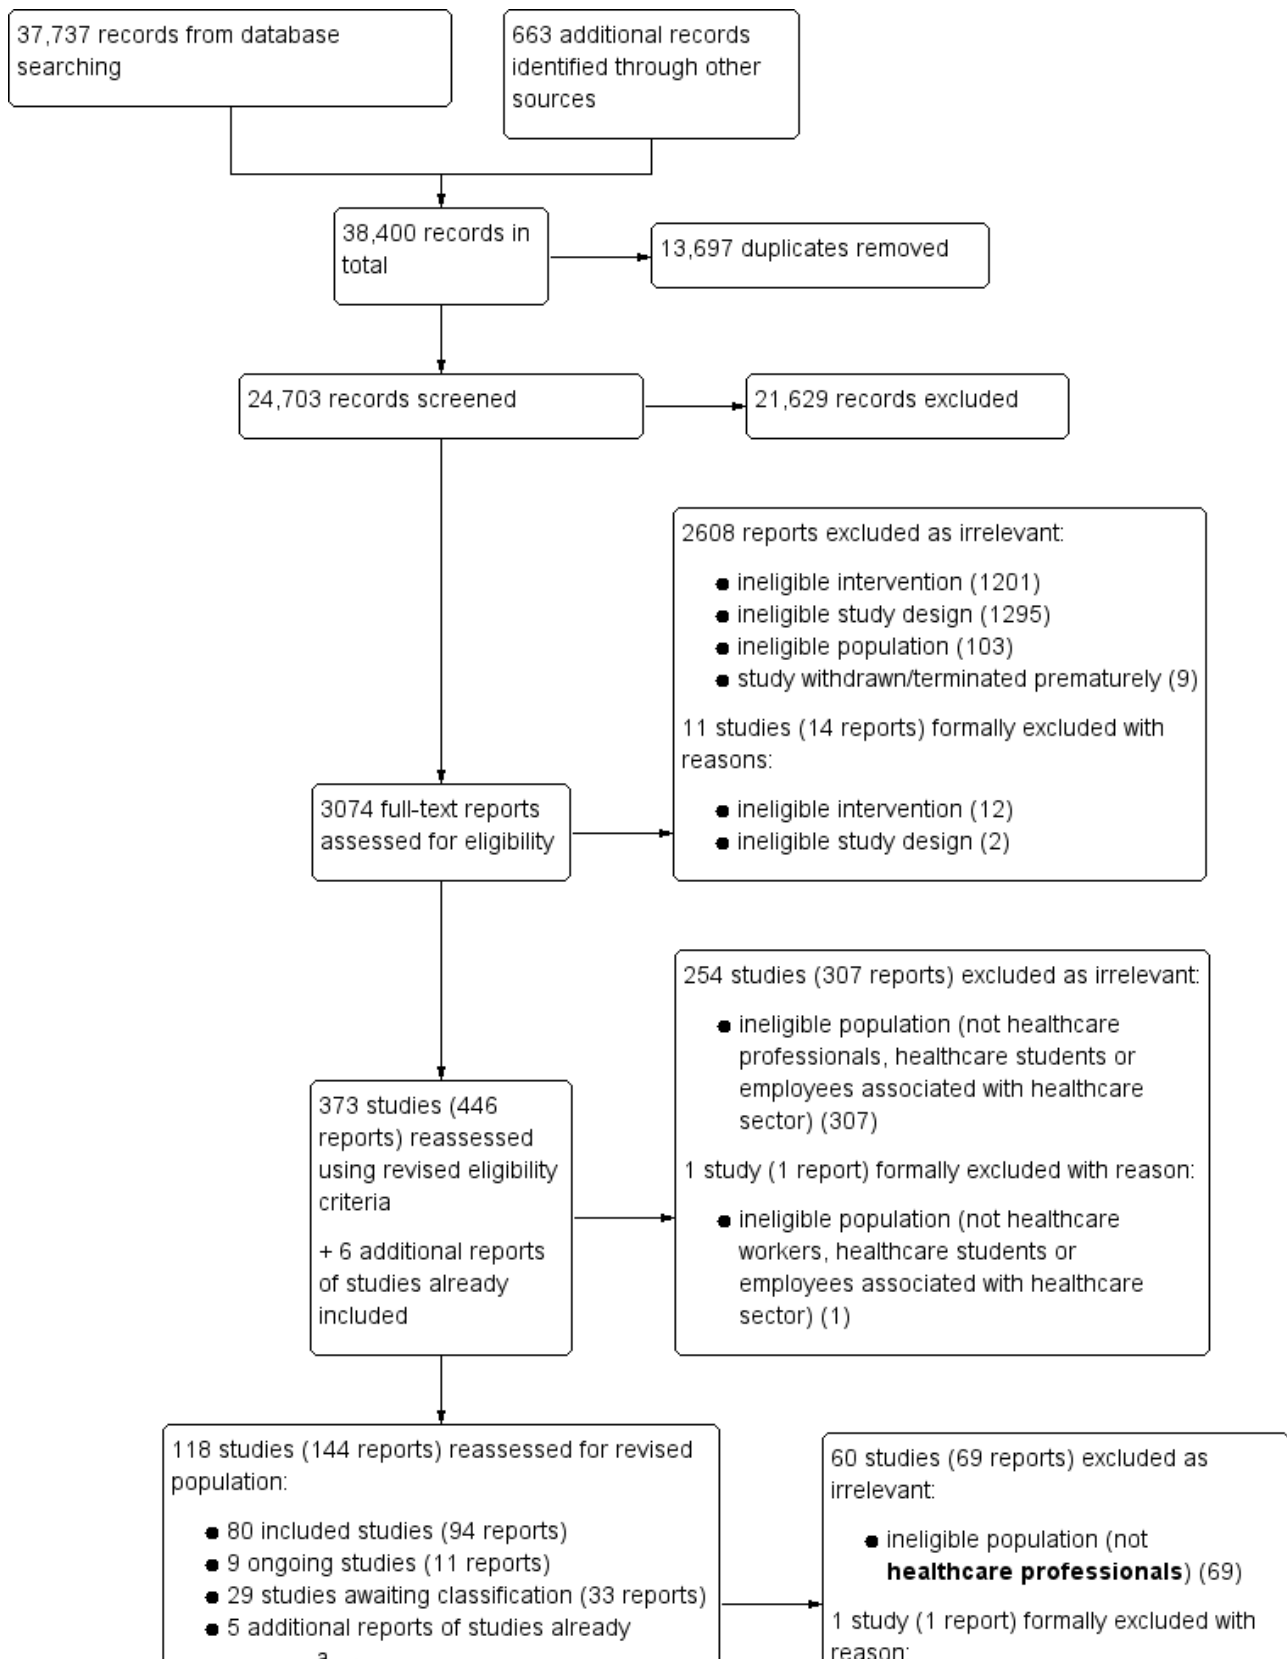 37,737 records from database
searching
663 additional records
identified through other
sources
38,400 records in
total
13,697 duplicates removed
24,703 records screened
21,629 records excluded
2608 reports excluded as irrelevant:
● ineligible intervention (1201)
● ineligible study design (1295)
● ineligible population (103)
● study withdrawn/terminated prematurely (9)
11 studies (14 reports) formally excluded with
reasons:
● ineligible intervention (12)
● ineligible study design (2)
3074 full-text reports
assessed for eligibility
254 studies (307 reports) excluded as irrelevant:
● ineligible population (not healthcare
professionals, healthcare students or
employees associated with healthcare
sector) (307)
1 study (1 report) formally excluded with reason:
● ineligible population (not healthcare
workers, healthcare students or
employees associated with healthcare
sector) (1)
373 studies (446
reports) reassessed
using revised eligibility
criteria
+ 6 additional reports
of studies already
included
118 studies (144 reports) reassessed for revised
population:
● 80 included studies (94 reports)
● 9 ongoing studies (11 reports)
● 29 studies awaiting classification (33 reports)
● 5 additional reports of studies already
a
60 studies (69 reports) excluded as
irrelevant:
● ineligible population (not
healthcare professionals) (69)
1 study (1 report) formally excluded with
reason: